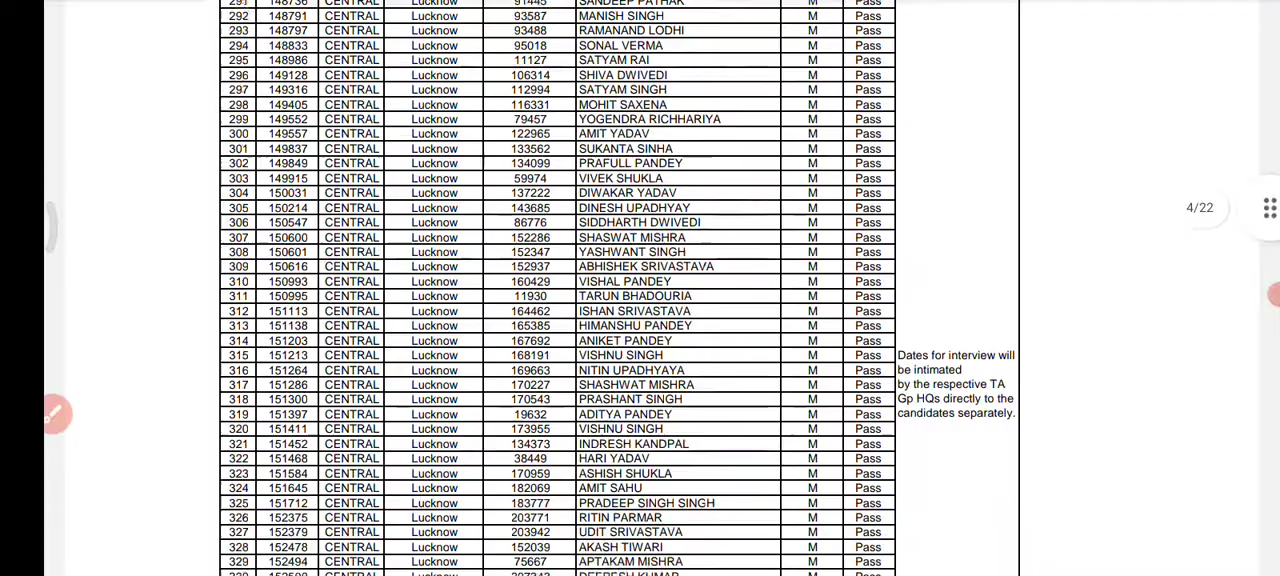 291 148736 CENTRAL Lucknow 91445 SANDEEP PATHAK M Pass
292 148791 CENTRAL Lucknow 93587 MANISH SINGH M Pass
293 148797 CENTRAL Lucknow 93488 RAMANAND LODHI M Pass
294 148833 CENTRAL Lucknow 95018 SONAL VERMA M Pass
295 148986 CENTRAL Lucknow 11127 SATYAM RAI M Pass
296 149128 CENTRAL Lucknow 106314 SHIVA DWIVEDI M Pass
297 149316 CENTRAL Lucknow 112994 SATYAM SINGH M Pass
298 149405 CENTRAL Lucknow 116331 MOHIT SAXENA M Pass
299 149552 CENTRAL Lucknow 79457 YOGENDRA RICHHARIYA M Pass
300 149557 CENTRAL Lucknow 122965 AMIT YADAV M Pass
301 149837 CENTRAL Lucknow 133562 SUKANTA SINHA M Pass
302 149849 CENTRAL Lucknow 134099 PRAFULL PANDEY M Pass
303 149915 CENTRAL Lucknow 59974 VIVEK SHUKLA M Pass
304 150031 CENTRAL Lucknow 137222 DIWAKAR YADAV M Pass
305 150214 CENTRAL Lucknow 143685 DINESH UPADHYAY M Pass
4/22
306 150547 CENTRAL Lucknow 86776 SIDDHARTH DWIVEDI M Pass
307 150600 CENTRAL Lucknow 152286 SHASWAT MISHRA M Pass
308 150601 CENTRAL Lucknow 152347 YASHWANT SINGH M Pass
309 150616 CENTRAL Lucknow 152937 ABHISHEK SRIVASTAVA M Pass
310 150993 CENTRAL Lucknow 160429 VISHAL PANDEY M Pass
311 150995 CENTRAL Lucknow 11930 TARUN BHADOURIA M Pass
312 151113 CENTRAL Lucknow 164462 ISHAN SRIVASTAVA M Pass
313 151138 CENTRAL Lucknow 165385 HIMANSHU PANDEY M Pass
314 151203 CENTRAL Lucknow 167692 ANIKET PANDEY M Pass
315 151213 CENTRAL Lucknow 168191 VISHNU SINGH M Pass Dates for interview will
316 151264 CENTRAL Lucknow 169663 NITIN UPADHYAYA M Pass be intimated
317 151286 CENTRAL Lucknow 170227 SHASHWAT MISHRA M Pass by the respective TA
318 151300 CENTRAL Lucknow 170543 PRASHANT SINGH M Pass Gp HQs directly to the
319 151397 CENTRAL Lucknow 19632 ADITYA PANDEY M Pass candidates separately.
320 151411 CENTRAL Lucknow 173955 VISHNU SINGH M Pass
321 151452 CENTRAL Lucknow 134373 INDRESH KANDPAL M Pass
322 151468 CENTRAL Lucknow 38449 HARI YADAV M Pass
323 151584 CENTRAL Lucknow 170959 ASHISH SHUKLA M Pass
324 151645 CENTRAL Lucknow 182069 AMIT SAHU M Pass
325 151712 CENTRAL Lucknow 183777 PRADEEP SINGH SINGH M Pass
326 152375 CENTRAL Lucknow 203771 RITIN PARMAR M Pass
327 152379 CENTRAL Lucknow 203942 UDIT SRIVASTAVA M Pass
328 152478 CENTRAL Lucknow 152039 AKASH TIWARI M Pass
329 152494 CENTRAL Lucknow 75667 APTAKAM MISHRA M Pass
CENTRAL Lucknow M Pass